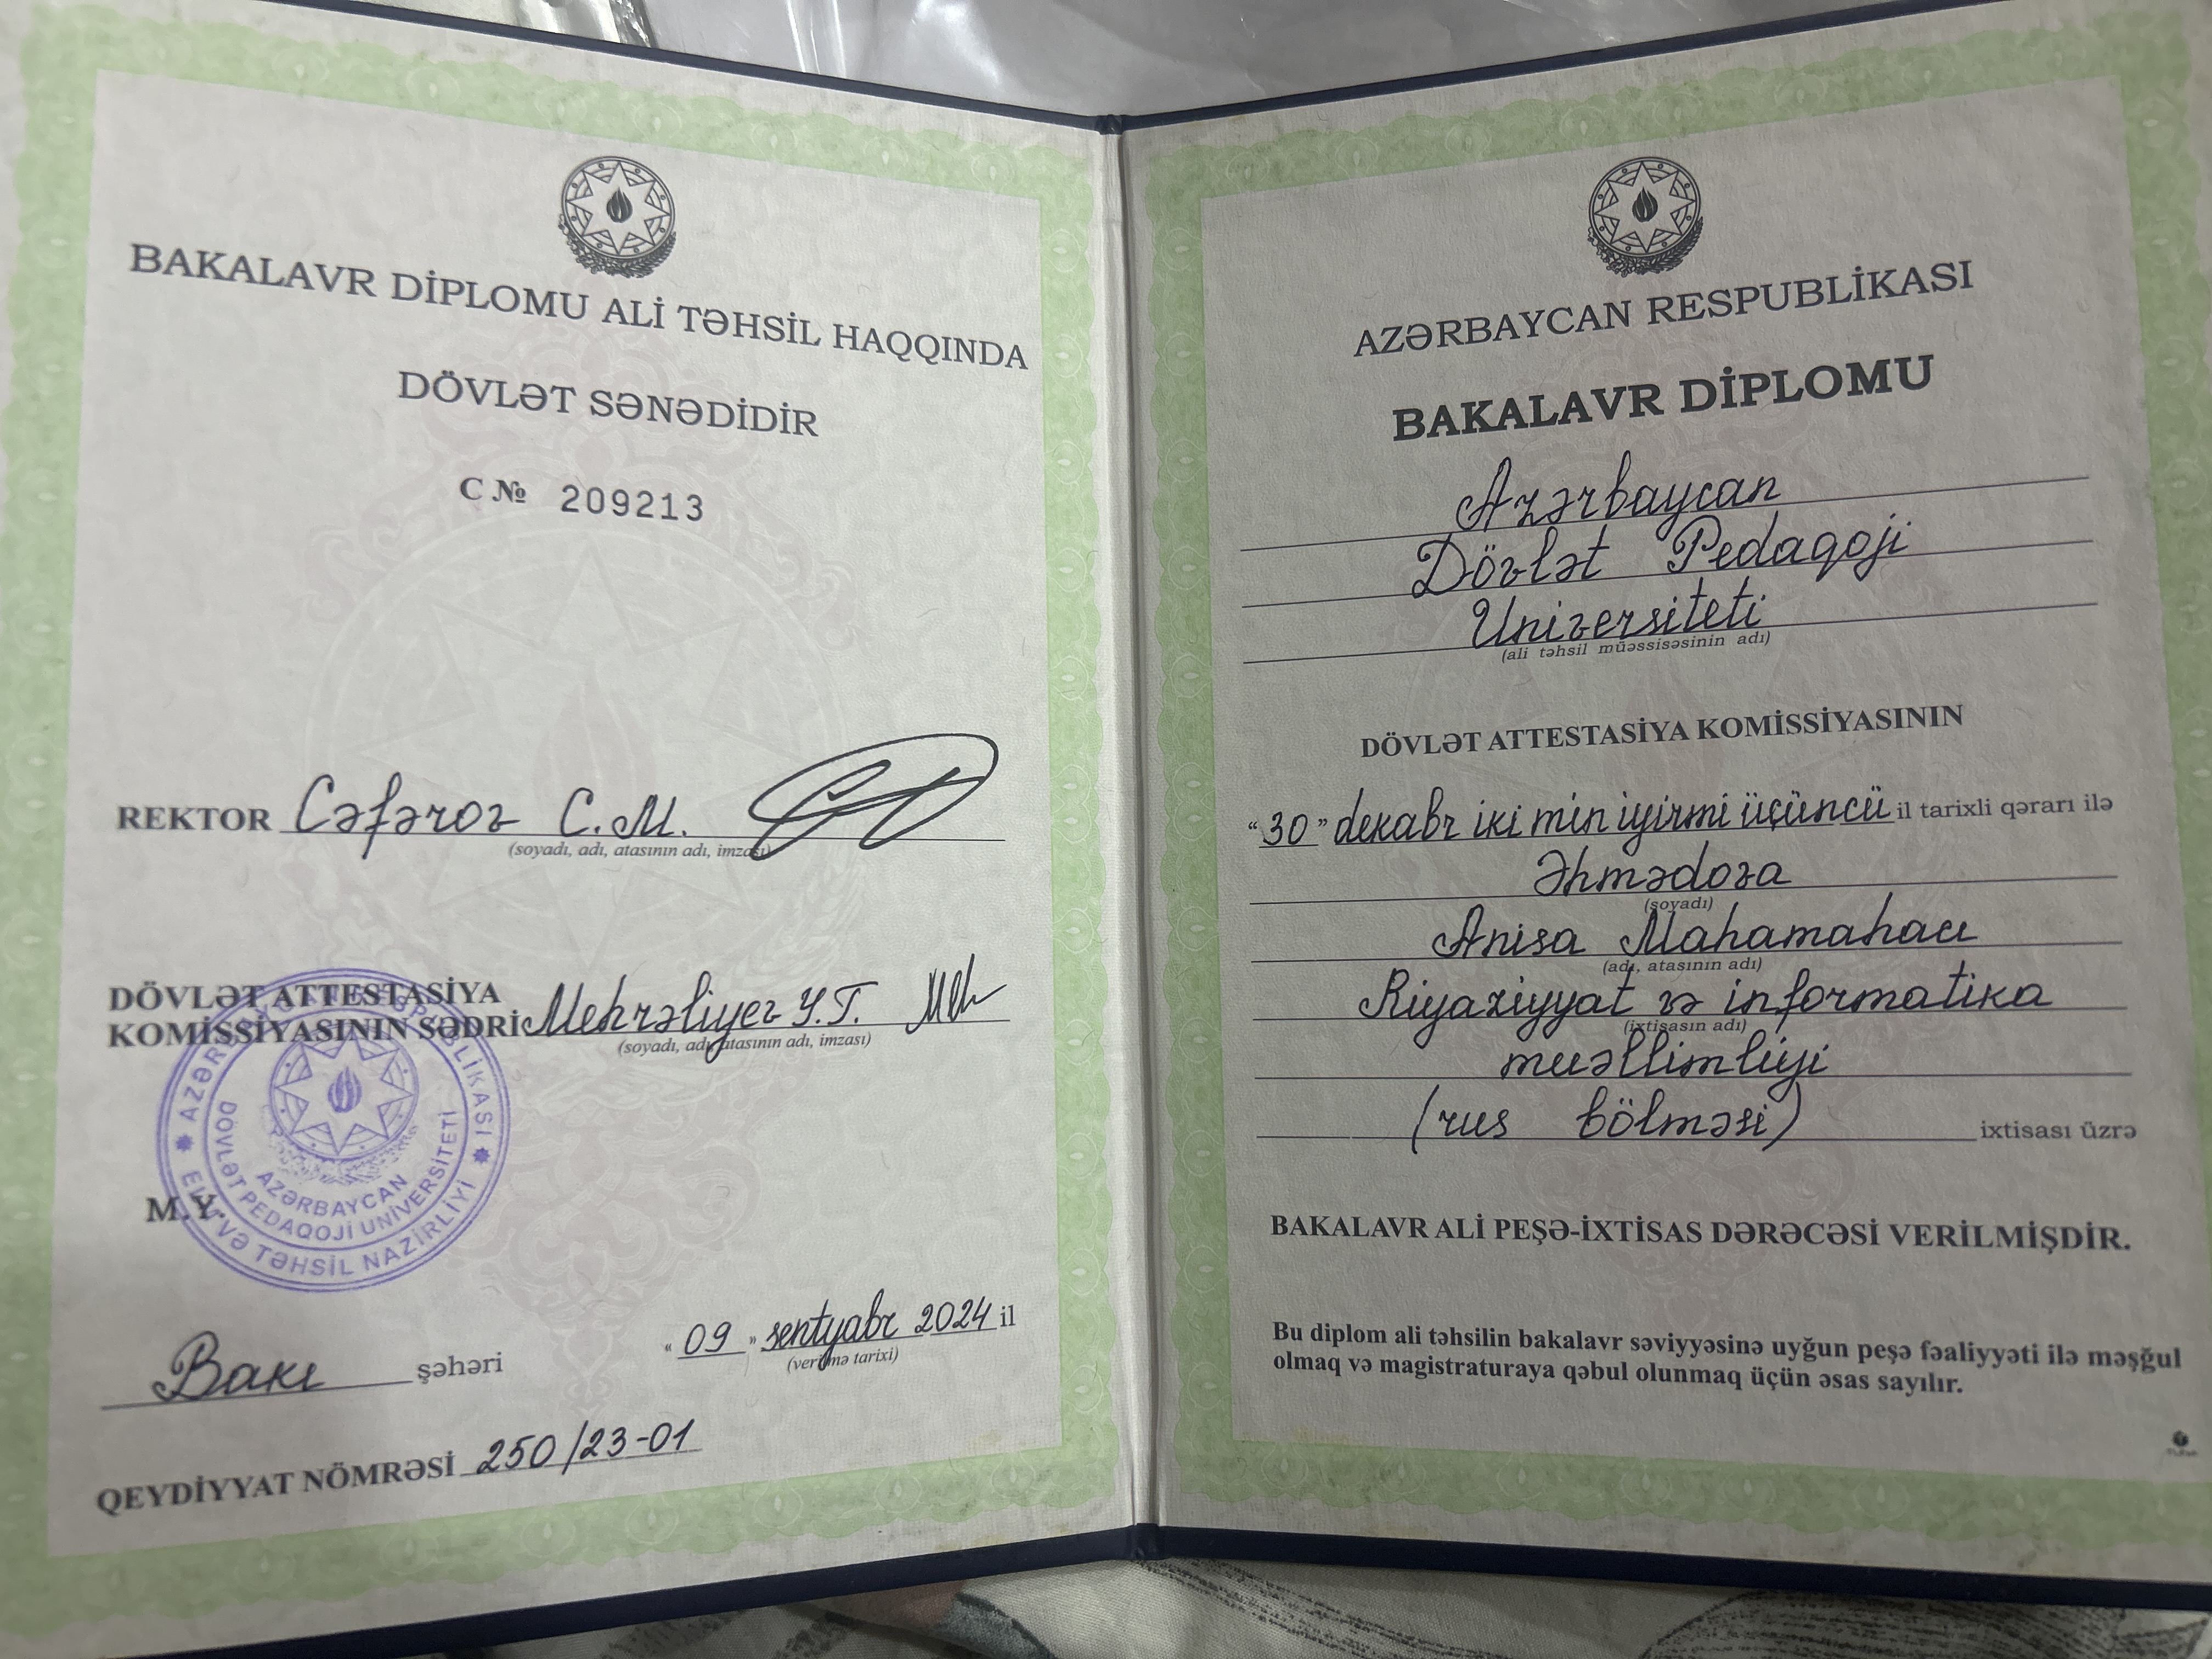 BAKALAVR DİPLOMU ALİ TƏHSİL HAQQINDA
DÖVLƏT SƏNƏDİDİR
C № 209213
REKTOR Cəfərov C.M.
(soyadı, adı, atasının adı, imzası)
DÖVLƏT ATTESTASİYA
KOMİSSİYASININ SƏDRİ Mehrəliyev Y.T.
(soyadı, adı, atasının adı, imzası)
AZƏRBAYCAN RESPUBLİKASI
ELM VƏ TƏHSİL NAZİRLİYİ
AZƏRBAYCAN
DÖVLƏT PEDAQOJİ UNİVERSİTETİ
M.Y.
Bakı şəhəri
“09” sentyabr 2024 il
(verilmə tarixi)
QEYDİYYAT NÖMRƏSİ 250/23-01
AZƏRBAYCAN RESPUBLİKASI
BAKALAVR DİPLOMU
Azərbaycan
Dövlət Pedaqoji
Universiteti
(ali təhsil müəssisəsinin adı)
DÖVLƏT ATTESTASİYA KOMİSSİYASININ
“30” dekabr iki min iyirmi üçüncü il tarixli qərarı ilə
Əhmədova
(soyadı)
Anisa Mahamahacı
(adı, atasının adı)
Riyaziyyat və informatika
(ixtisasın adı)
muəllimliyi
(rus bölməsi) ixtisası üzrə
BAKALAVR ALİ PEŞƏ-İXTİSAS DƏRƏCƏSİ VERİLMİŞDİR.
Bu diplom ali təhsilin bakalavr səviyyəsinə uyğun peşə fəaliyyəti ilə məşğul
olmaq və magistraturaya qəbul olunmaq üçün əsas sayılır.